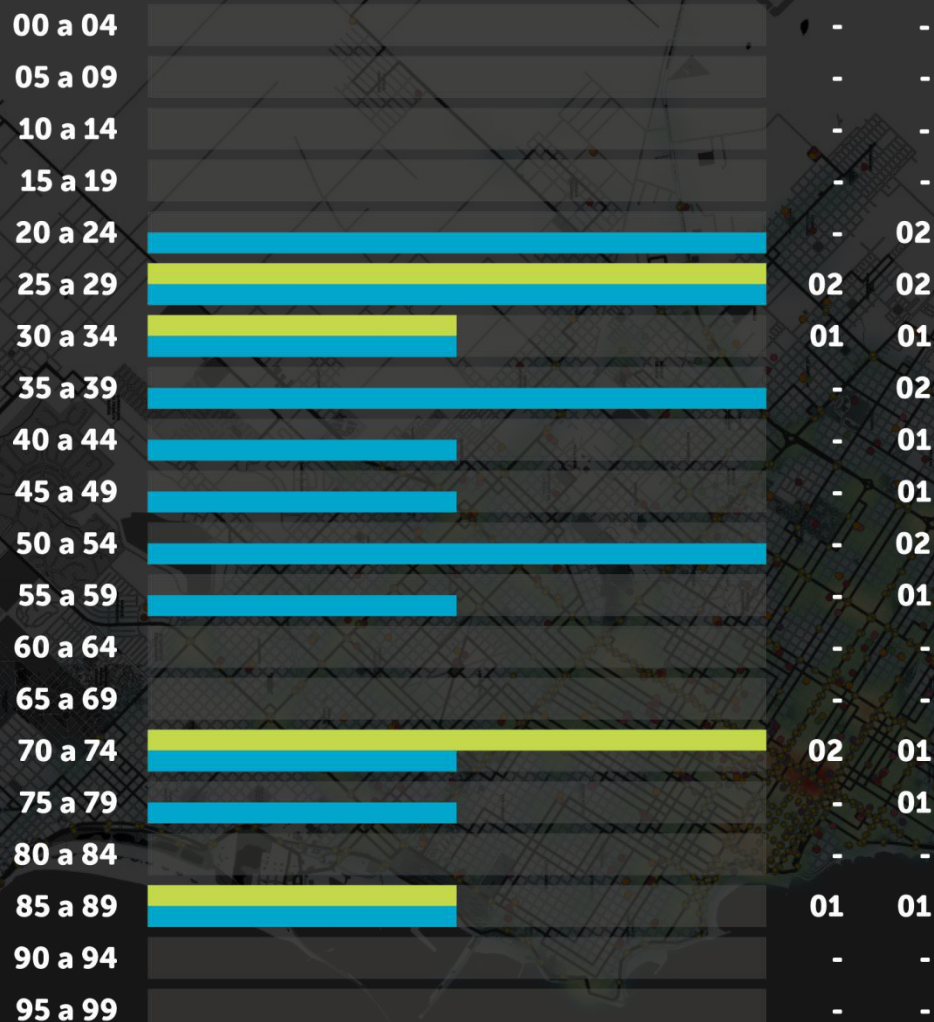 00 a 04 - -
05 a 09 - -
10 a 14 - -
15 a 19 - -
20 a 24 - 02
25 a 29 02 02
30 a 34 01 01
35 a 39 - 02
40 a 44 - 01
45 a 49 - 01
50 a 54 - 02
55 a 59 - 01
60 a 64 - -
65 a 69 - -
70 a 74 02 01
75 a 79 - 01
80 a 84 - -
85 a 89 01 01
90 a 94 - -
95 a 99 - -